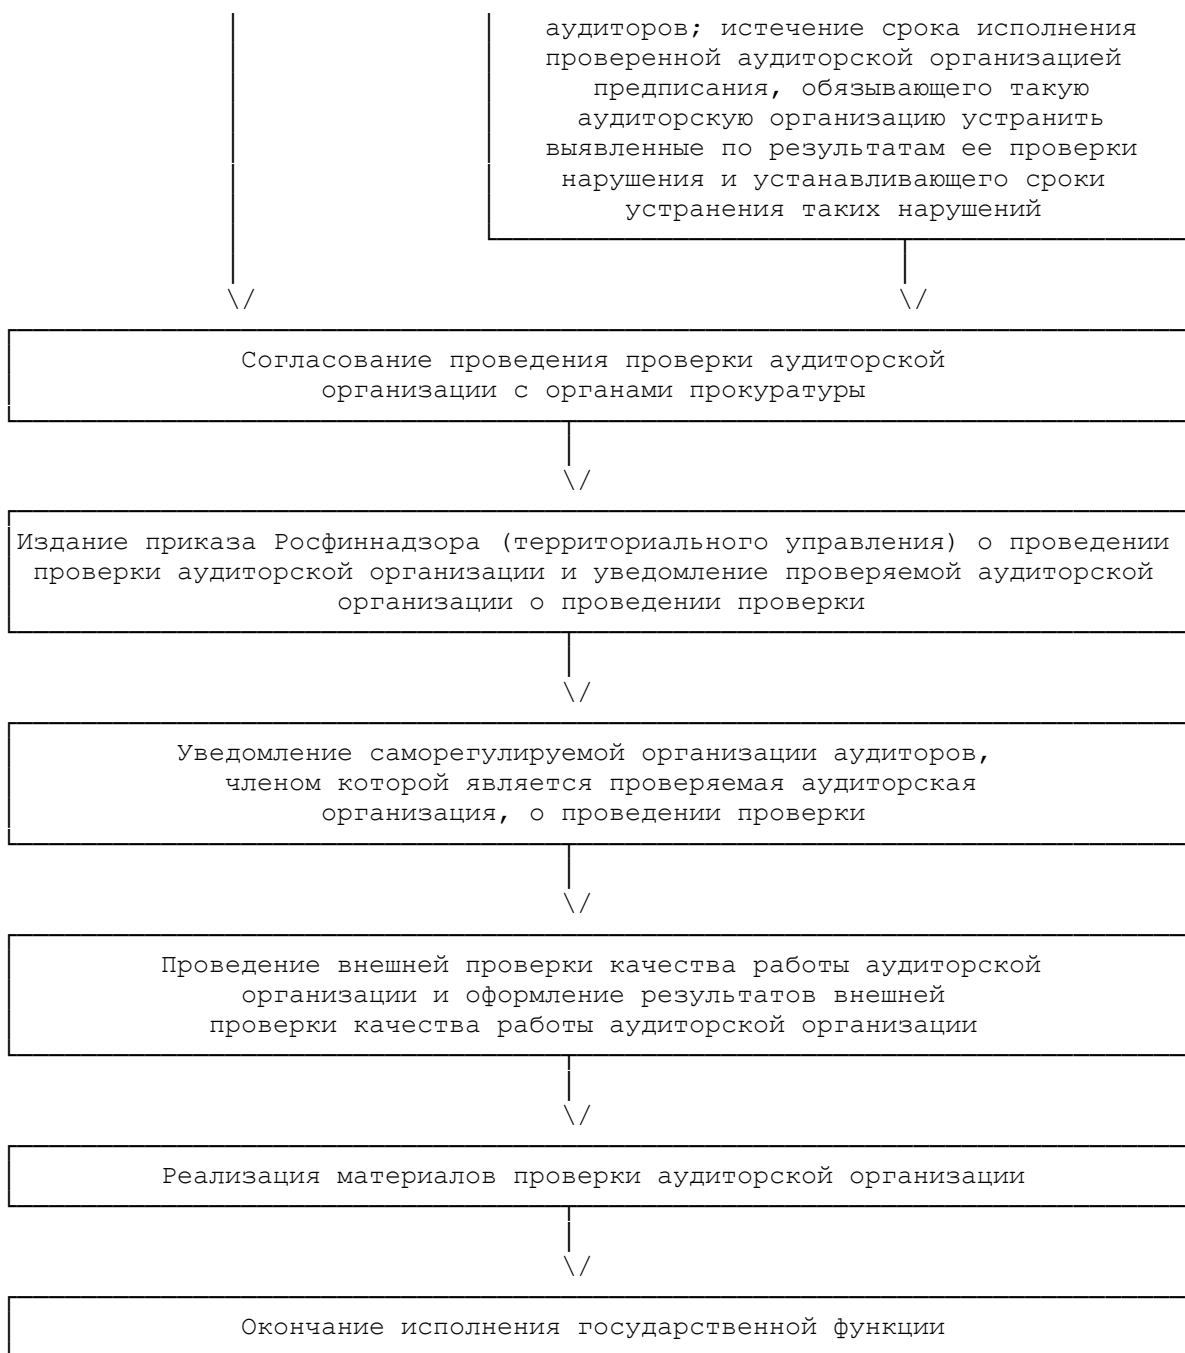 аудиторов; истечение срока исполнения
проверенной аудиторской организацией
предписания, обязывающего такую
аудиторскую организацию устранить
выявленные по результатам ее проверки
нарушения и устанавливающего сроки
устранения таких нарушений
Согласование проведения проверки аудиторской
организации с органами прокуратуры
Издание приказа Росфиннадзора (территориального управления) о проведении
проверки аудиторской организации и уведомление проверяемой аудиторской
организации о проведении проверки
Уведомление саморегулируемой организации аудиторов,
членом которой является проверяемая аудиторская
организация, о проведении проверки
Проведение внешней проверки качества работы аудиторской
организации и оформление результатов внешней
проверки качества работы аудиторской организации
Реализация материалов проверки аудиторской организации
Окончание исполнения государственной функции